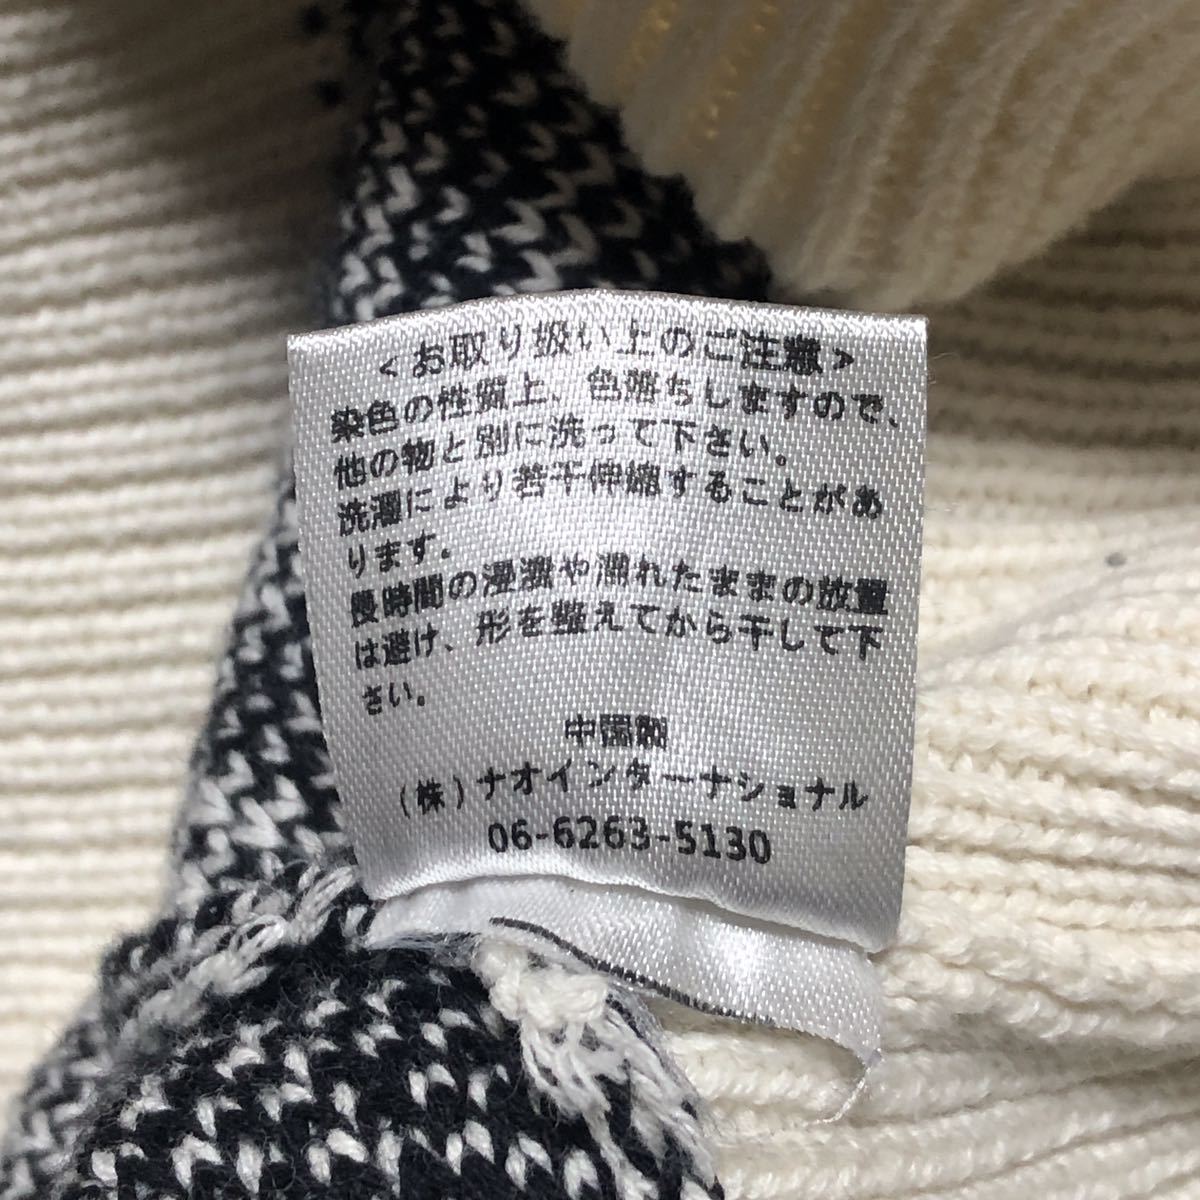 <お取り扱い上のご注意>
染色の性質上、色落ちしますので、
他の物と別に洗って下さい。
洗濯により若干伸縮することがあ
ります。
長時間の浸漬や濡れたままの放置
は避け、形を整えてから干して下
さい。
中国製
(株)ナオインターナショナル
06-6263-5130